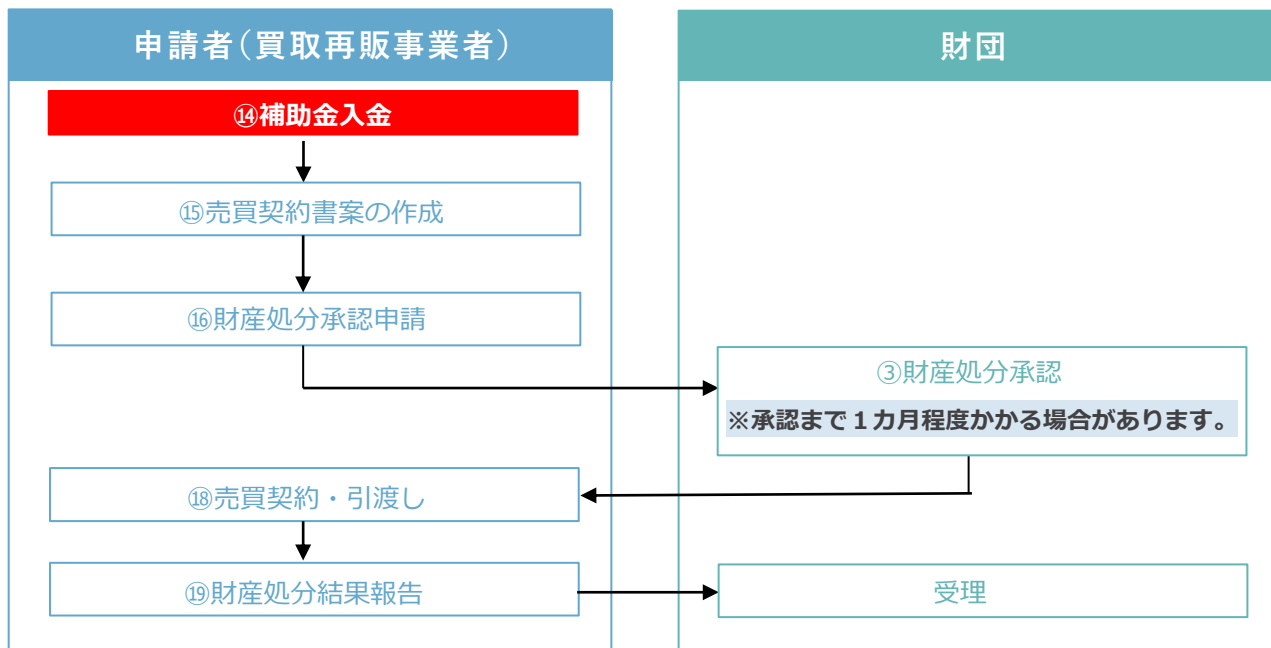 申請者（買取再販事業者）
財団
⑭補助金入金
⑮売買契約書案の作成
⑯財産処分承認申請
③財産処分承認
※承認まで１カ月程度かかる場合があります。
⑱売買契約・引渡し
⑲財産処分結果報告
受理